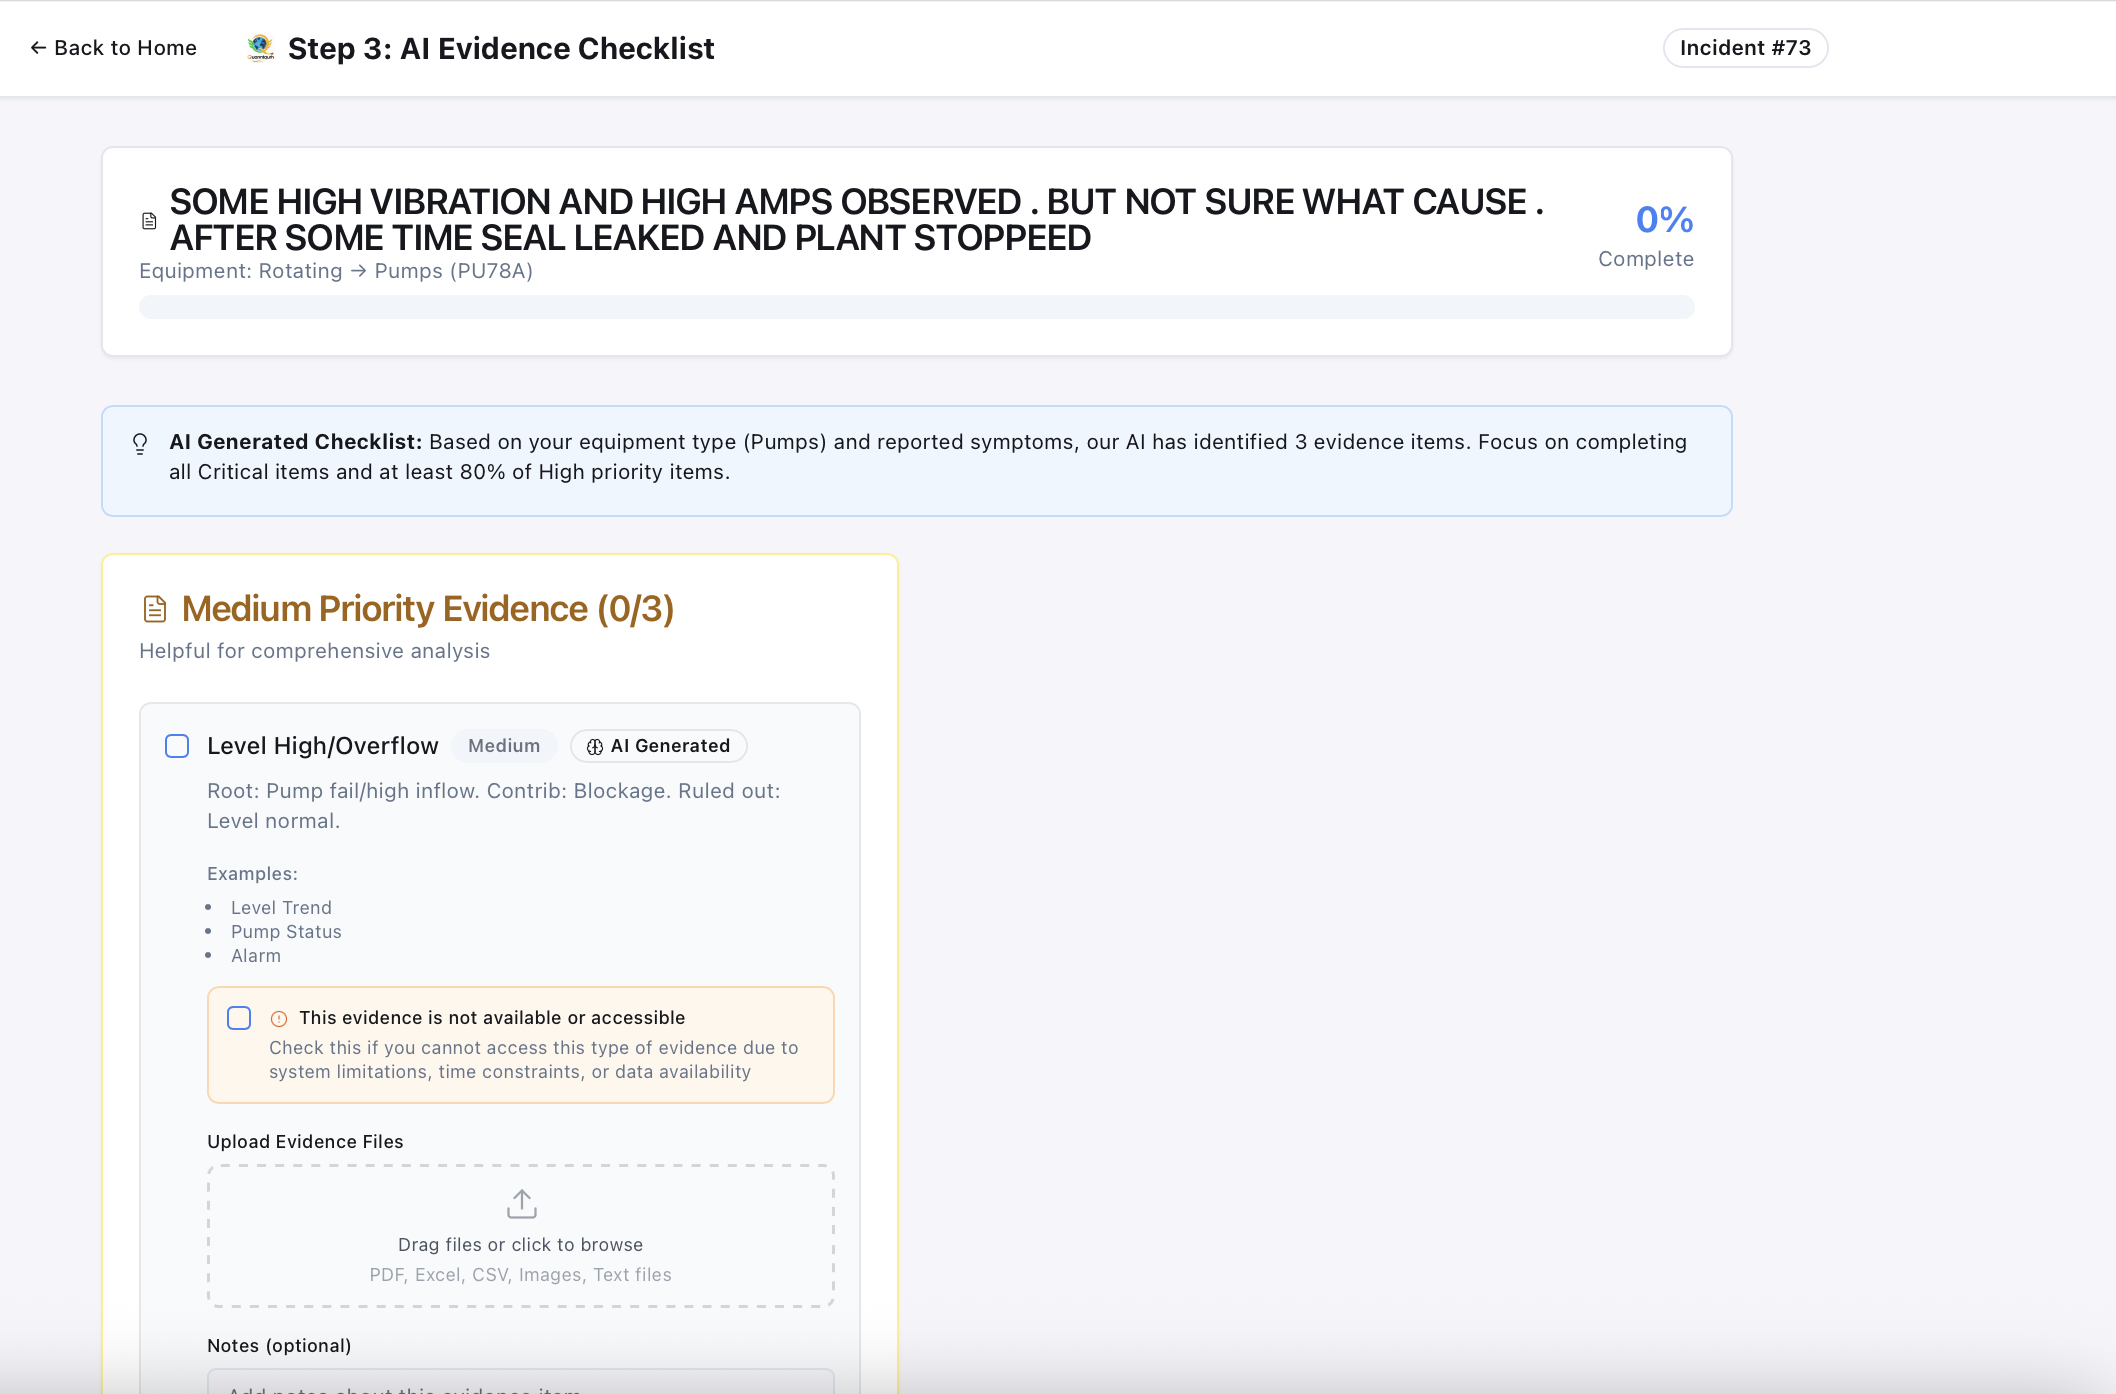 ← Back to Home
Step 3: AI Evidence Checklist
Incident #73
SOME HIGH VIBRATION AND HIGH AMPS OBSERVED . BUT NOT SURE WHAT CAUSE .
AFTER SOME TIME SEAL LEAKED AND PLANT STOPPEED
0%
Complete
Equipment: Rotating → Pumps (PU78A)
AI Generated Checklist: Based on your equipment type (Pumps) and reported symptoms, our AI has identified 3 evidence items. Focus on completing
all Critical items and at least 80% of High priority items.
Medium Priority Evidence (0/3)
Helpful for comprehensive analysis
Level High/Overflow
Medium
AI Generated
Root: Pump fail/high inflow. Contrib: Blockage. Ruled out:
Level normal.
Examples:
• Level Trend
• Pump Status
• Alarm
This evidence is not available or accessible
Check this if you cannot access this type of evidence due to
system limitations, time constraints, or data availability
Upload Evidence Files
Drag files or click to browse
PDF, Excel, CSV, Images, Text files
Notes (optional)
Add notes about this evidence item